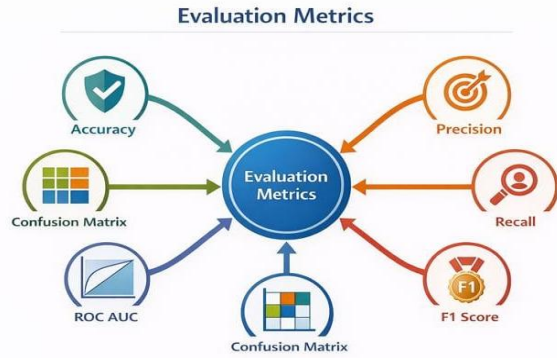 Evaluation Metrics
Accuracy
Precision
Evaluation
Metrics
Confusion Matrix
Recall
ROC AUC
F1
F1 Score
Confusion Matrix